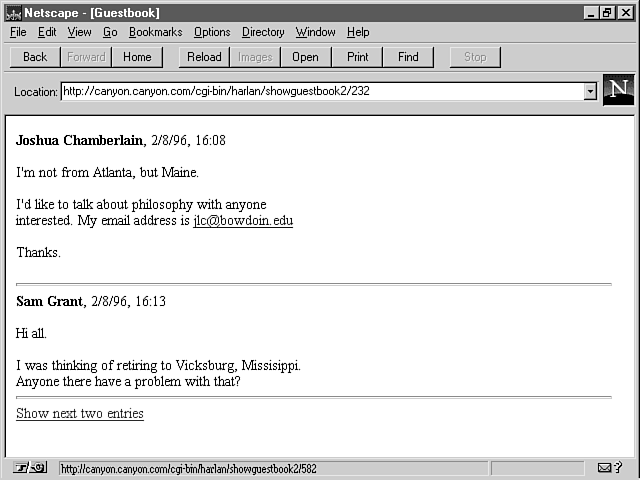 Netscape - [Guestbook]
File Edit View Go Bookmarks Options Directory Window Help
Back Forward Home Reload Images Open Print Find Stop
Location: http://canyon.canyon.com/cgi-bin/harlan/showguestbook2/232
N
Joshua Chamberlain, 2/8/96, 16:08
I'm not from Atlanta, but Maine.
I'd like to talk about philosophy with anyone
interested. My email address is jlc@bowdoin.edu
Thanks.
Sam Grant, 2/8/96, 16:13
Hi all.
I was thinking of retiring to Vicksburg, Missisippi.
Anyone there have a problem with that?
Show next two entries
http://canyon.canyon.com/cgi-bin/harlan/showguestbook2/582
?